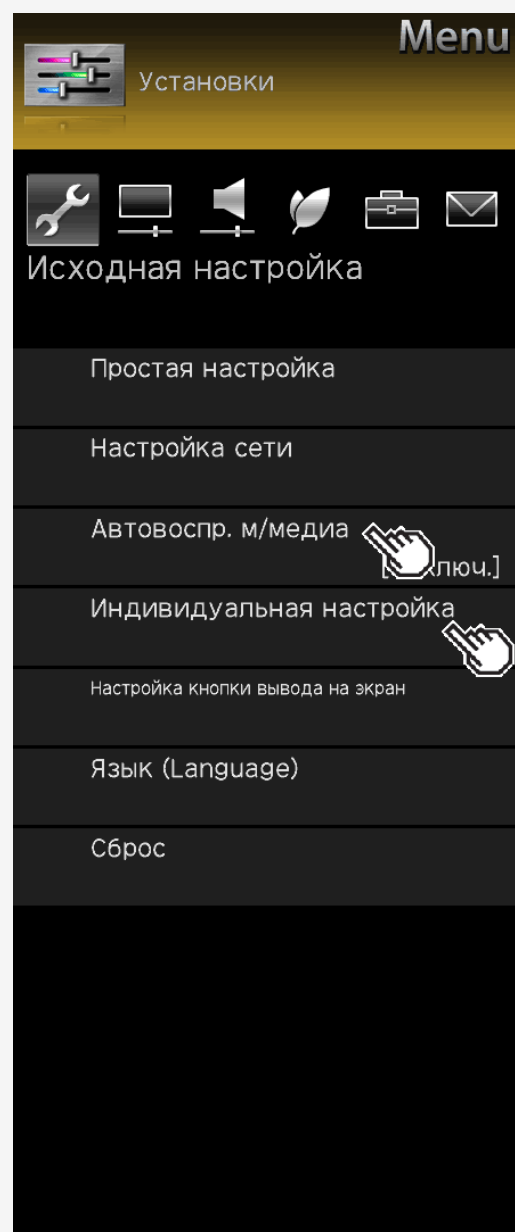 Menu
Установки
Исходная настройка
Простая настройка
Настройка сети
Автовоспр. м/медиа
Индивидуальная настройка
Настройка кнопки вывода на экран
Язык (Language)
Сброс